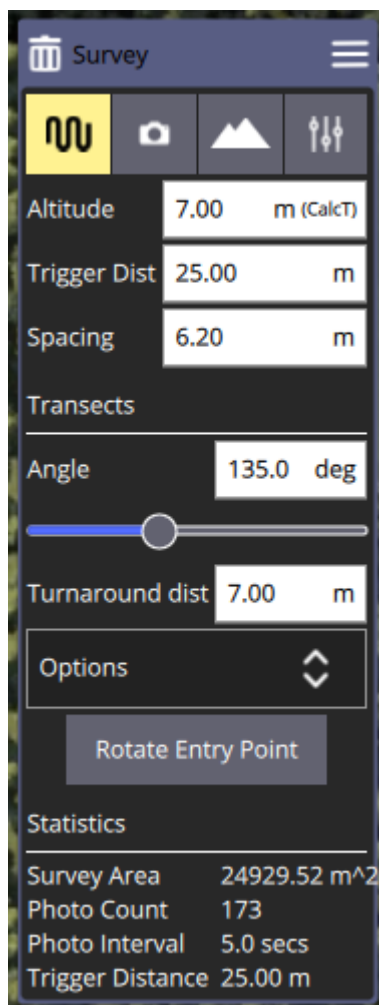 Survey
Altitude 7.00 m (CalcT)
Trigger Dist 25.00 m
Spacing 6.20 m
Transects
Angle 135.0 deg
Turnaround dist 7.00 m
Options
Rotate Entry Point
Statistics
Survey Area 24929.52 m^2
Photo Count 173
Photo Interval 5.0 secs
Trigger Distance 25.00 m